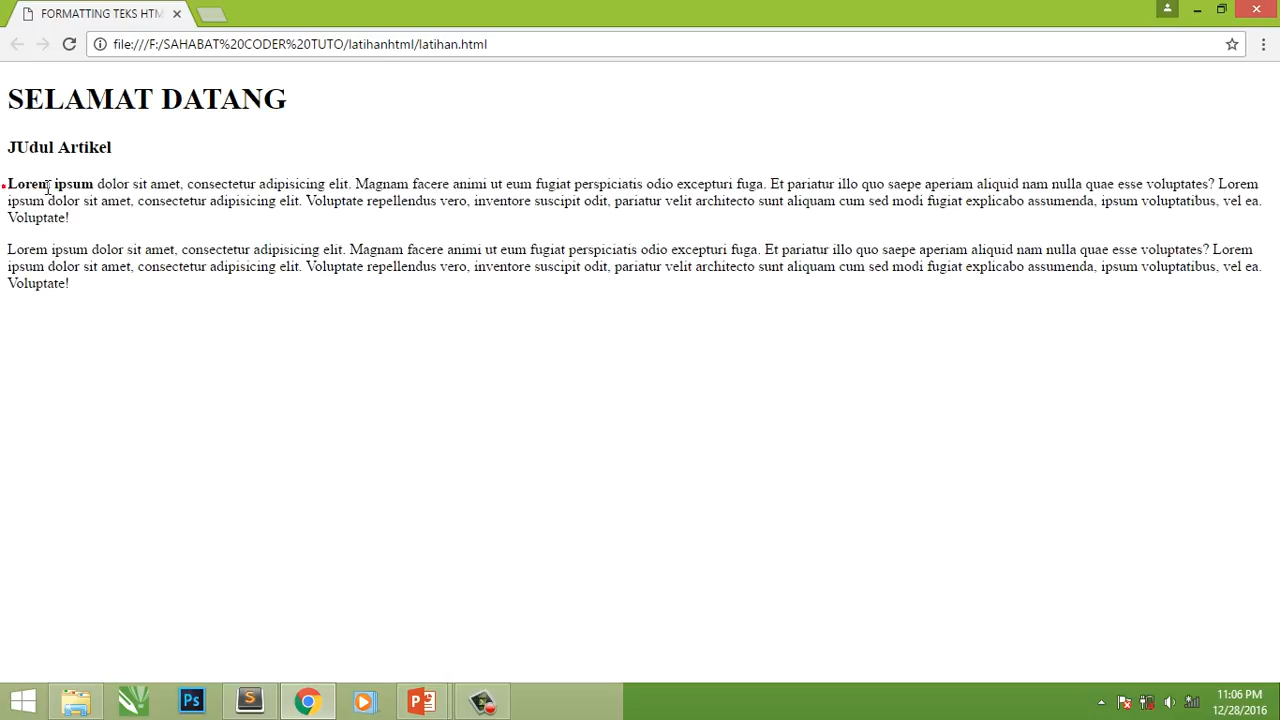 FORMATTING TEKS HTM
file:///F:/SAHABAT%20CODER%20TUTO/latihanhtml/latihan.html
SELAMAT DATANG
JUdul Artikel
Lorem ipsum dolor sit amet, consectetur adipisicing elit. Magnam facere animi ut eum fugiat perspiciatis odio excepturi fuga. Et pariatur illo quo saepe aperiam aliquid nam nulla quae esse voluptates? Lorem
ipsum dolor sit amet, consectetur adipisicing elit. Voluptate repellendus vero, inventore suscipit odit, pariatur velit architecto sunt aliquam cum sed modi fugiat explicabo assumenda, ipsum voluptatibus, vel ea.
Voluptate!
Lorem ipsum dolor sit amet, consectetur adipisicing elit. Magnam facere animi ut eum fugiat perspiciatis odio excepturi fuga. Et pariatur illo quo saepe aperiam aliquid nam nulla quae esse voluptates? Lorem
ipsum dolor sit amet, consectetur adipisicing elit. Voluptate repellendus vero, inventore suscipit odit, pariatur velit architecto sunt aliquam cum sed modi fugiat explicabo assumenda, ipsum voluptatibus, vel ea.
Voluptate!
Ps
S
P
11:06 PM
12/28/2016